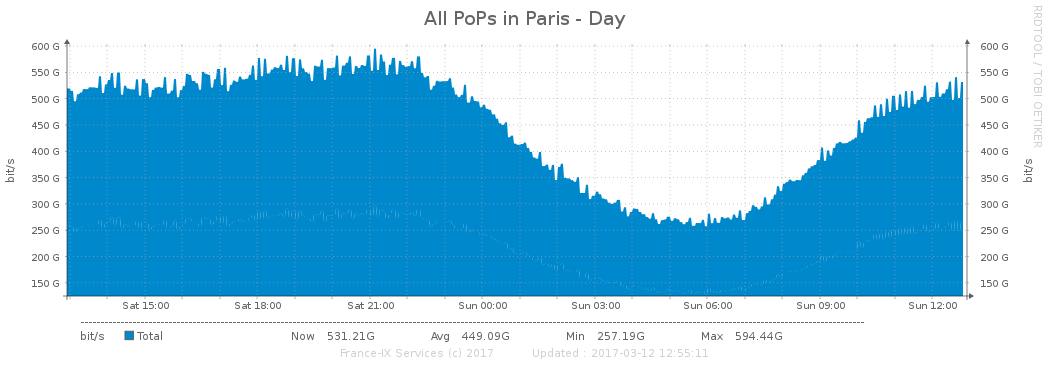 All PoPs in Paris - Day
RRDTOOL / TOBI OETIKER
600 G 600 G
550 G 550 G
500 G 500 G
450 G 450 G
400 G 400 G
350 G 350 G
300 G 300 G
250 G 250 G
200 G 200 G
150 G 150 G
bit/s
bit/s
Sat 15:00 Sat 18:00 Sat 21:00 Sun 00:00 Sun 03:00 Sun 06:00 Sun 09:00 Sun 12:00
bit/s Total Now 531.21G Avg 449.09G Min 257.19G Max 594.44G
France-IX Services (c) 2017 Updated : 2017-03-12 12:55:11